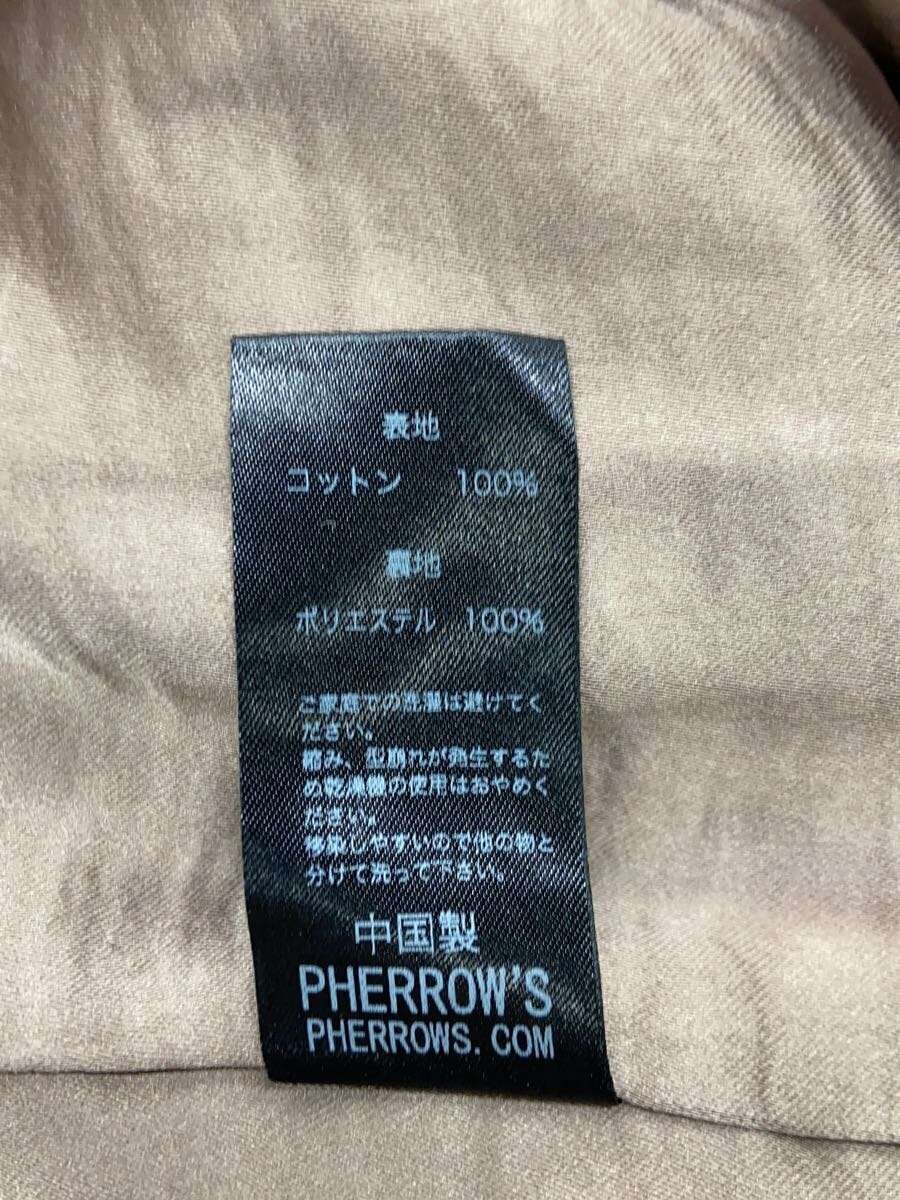 表地
コットン 100%
裏地
ポリエステル 100%
ご家庭での洗濯は避けてく
ださい。
縮み、型崩れが発生するた
め乾燥機の使用はおやめく
ださい。
移染しやすいので他の物と
分けて洗って下さい。
中国製
PHERROW'S
PHERROWS.COM